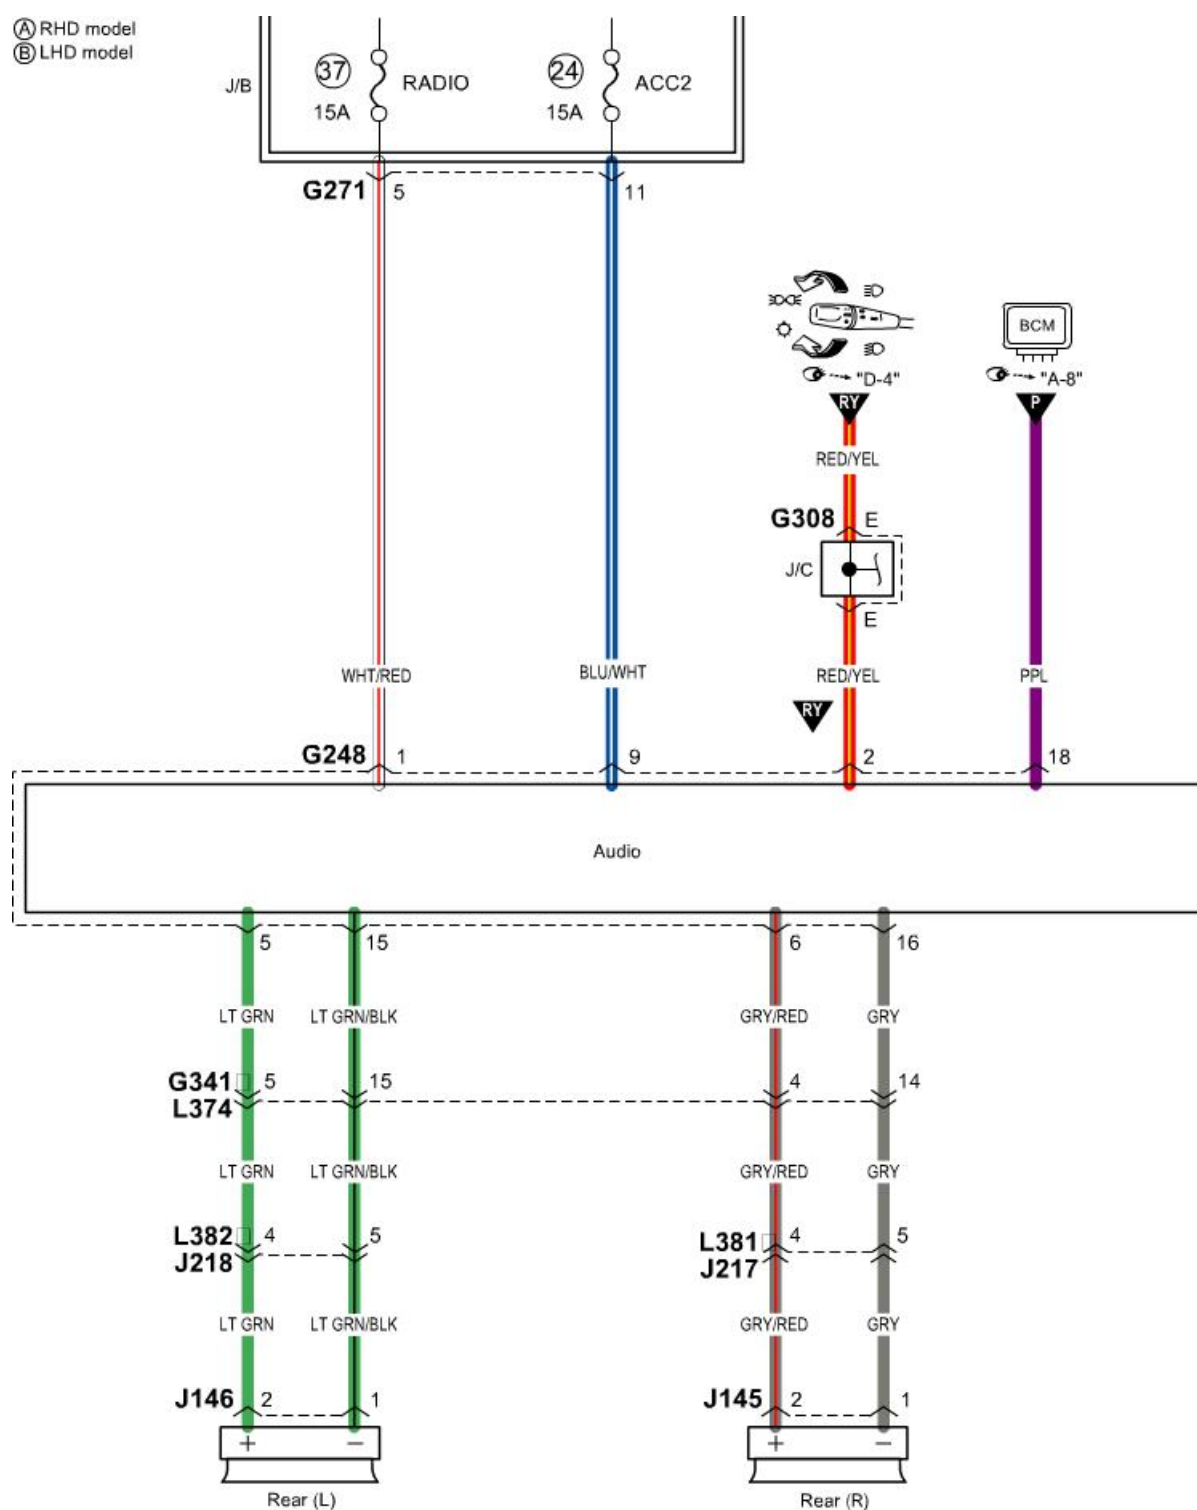 Ⓐ RHD model
Ⓑ LHD model
J/B
37
15A
RADIO
24
15A
ACC2
G271 5 11
BCM
"D-4" "A-8"
RY P
RED/YEL
G308 E
J/C
E
WHT/RED BLU/WHT RED/YEL PPL
RY
G248 1 9 2 18
Audio
5 15 6 16
LT GRN LT GRN/BLK GRY/RED GRY
G341 5 15 4 14
L374
LT GRN LT GRN/BLK GRY/RED GRY
L382 4 5 L381 4 5
J218 J217
LT GRN LT GRN/BLK GRY/RED GRY
J146 2 1 J145 2 1
+ − + −
Rear (L) Rear (R)